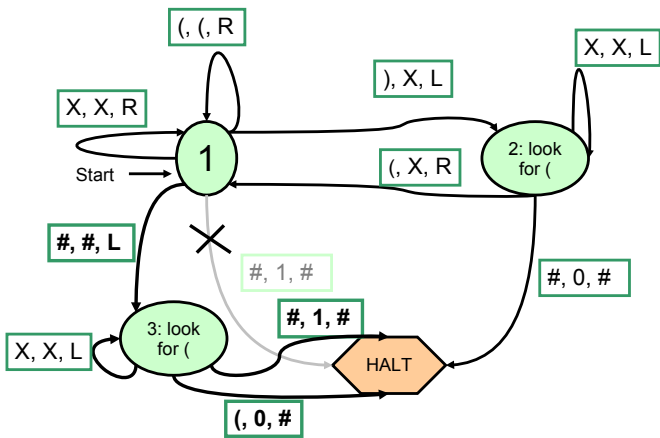 (, (, R
X, X, L
), X, L
X, X, R
1
2: look
for (
(, X, R
Start
#, #, L
#, 1, #
#, 0, #
3: look
for (
#, 1, #
X, X, L
HALT
(, 0, #